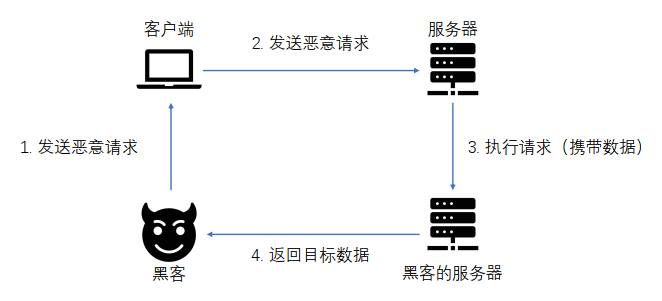 客户端
服务器
2. 发送恶意请求
1. 发送恶意请求
3. 执行请求（携带数据）
4. 返回目标数据
黑客
黑客的服务器